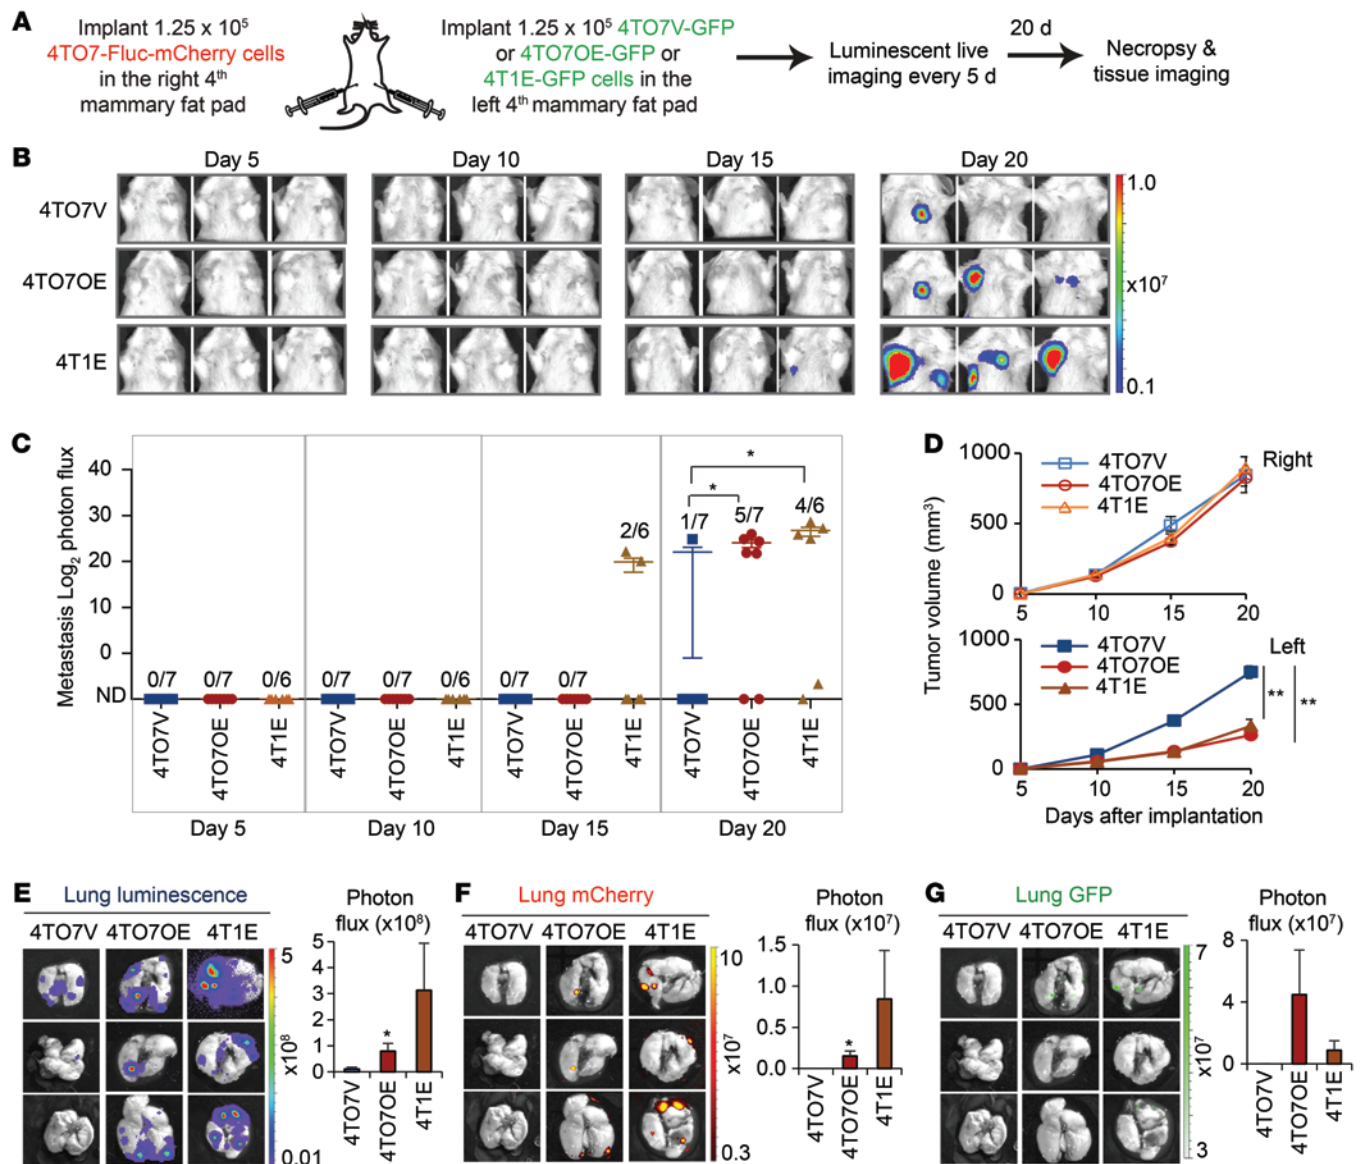 A
Implant 1.25 x 10⁵
4TO7-Fluc-mCherry cells
in the right 4th
mammary fat pad
Implant 1.25 x 10⁵ 4TO7V-GFP
or 4TO7OE-GFP or
4T1E-GFP cells in the
left 4th mammary fat pad
Luminescent live
imaging every 5 d
20 d
Necropsy &
tissue imaging
B
Day 5 Day 10 Day 15 Day 20
4TO7V
4TO7OE
4T1E
1.0
x10⁷
0.1
C
Metastasis Log₂ photon flux
40
30
20
10
0
ND
0/7 0/7 0/6 0/7 0/7 0/6 0/7 0/7 2/6 1/7 5/7 4/6
* *
4TO7V 4TO7OE 4T1E 4TO7V 4TO7OE 4T1E 4TO7V 4TO7OE 4T1E 4TO7V 4TO7OE 4T1E
Day 5 Day 10 Day 15 Day 20
D
Tumor volume (mm³)
1000
500
0
4TO7V
4TO7OE
4T1E
Right
5 10 15 20
1000
500
0
4TO7V
4TO7OE
4T1E
Left
** **
5 10 15 20
Days after implantation
E
Lung luminescence
4TO7V 4TO7OE 4T1E
5
x10⁸
0.01
Photon
flux (x10⁸)
5
4
3
2
1
0
*
4TO7V 4TO7OE 4T1E
F
Lung mCherry
4TO7V 4TO7OE 4T1E
10
x10⁷
0.3
Photon
flux (x10⁷)
1.5
1.0
0.5
0.0
*
4TO7V 4TO7OE 4T1E
G
Lung GFP
4TO7V 4TO7OE 4T1E
7
x10⁷
3
Photon
flux (x10⁷)
8
4
0
4TO7V 4TO7OE 4T1E